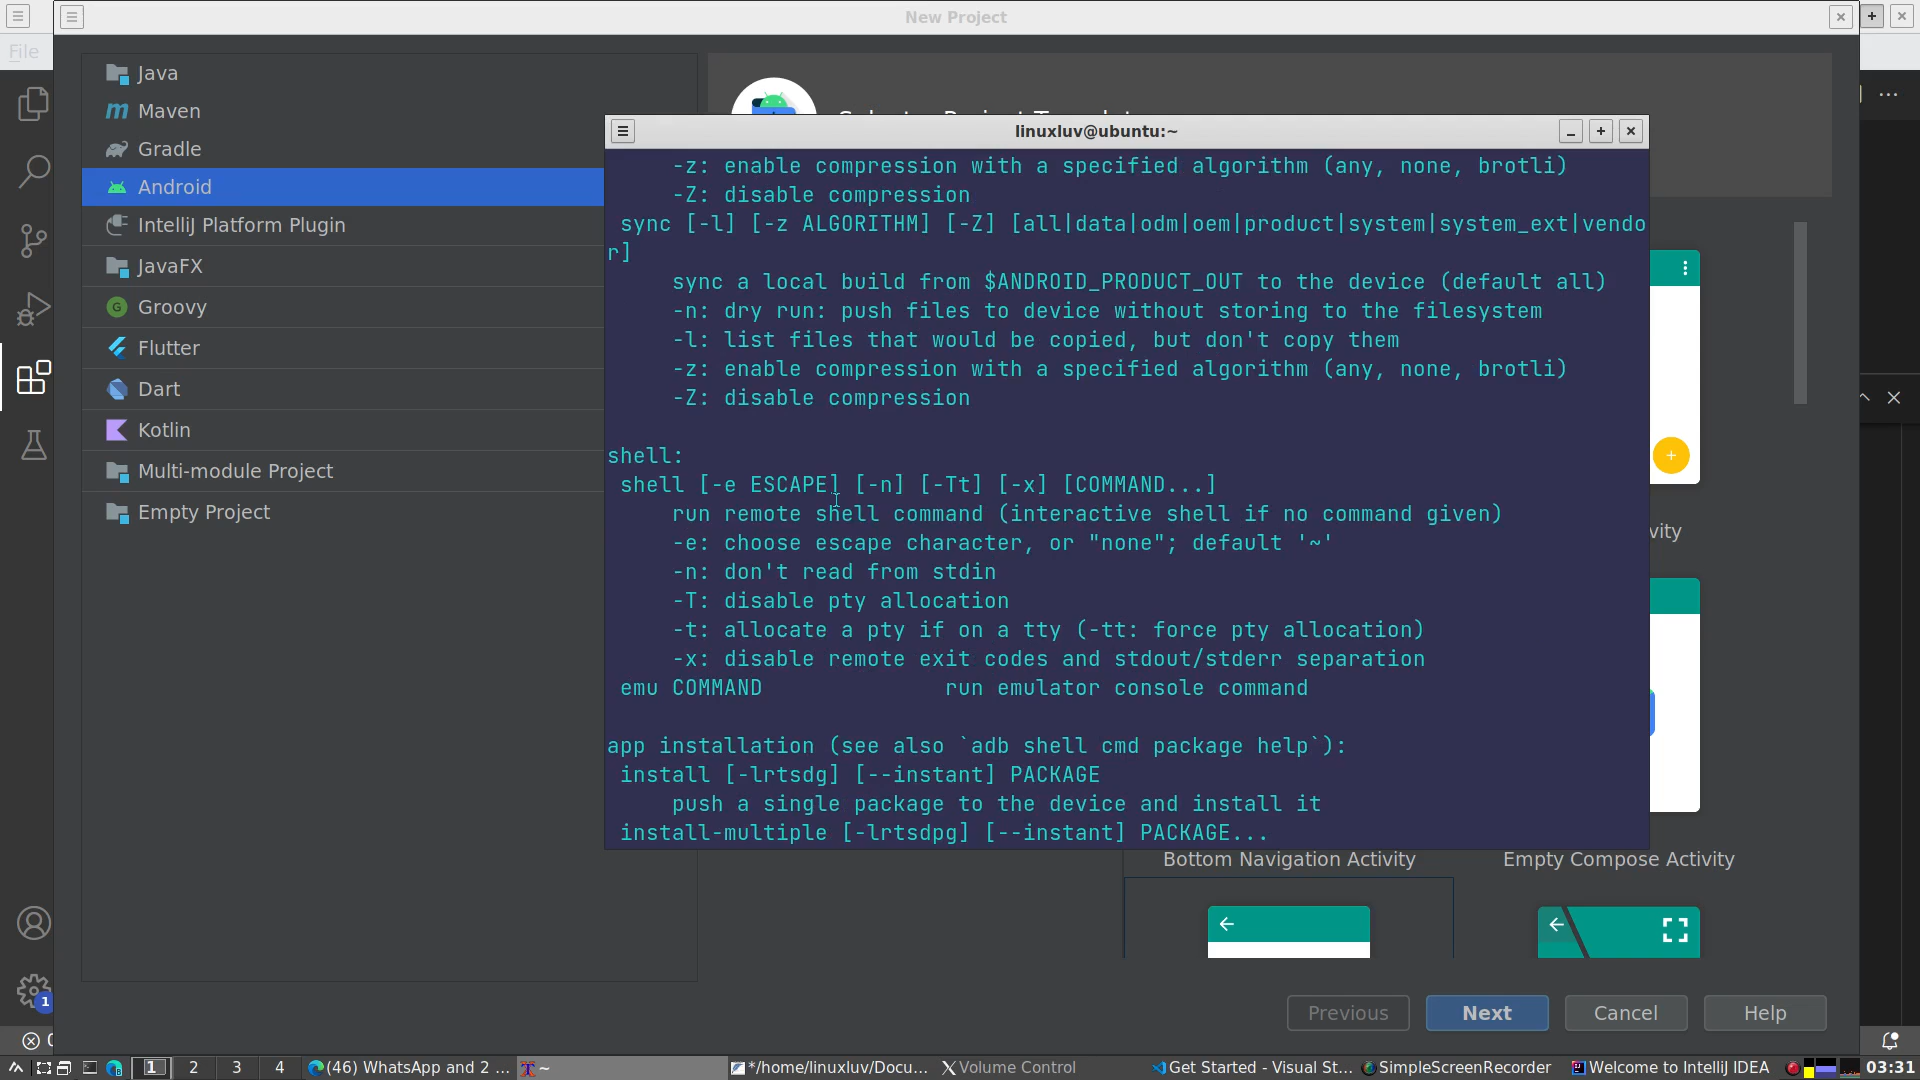 New Project
File
Java
Maven
Gradle
Android
IntelliJ Platform Plugin
JavaFX
Groovy
Flutter
Dart
Kotlin
Multi-module Project
Empty Project
linuxluv@ubuntu:~
-z: enable compression with a specified algorithm (any, none, brotli)
-Z: disable compression
sync [-l] [-z ALGORITHM] [-Z] [all|data|odm|oem|product|system|system_ext|vendo
r]
sync a local build from $ANDROID_PRODUCT_OUT to the device (default all)
-n: dry run: push files to device without storing to the filesystem
-l: list files that would be copied, but don't copy them
-z: enable compression with a specified algorithm (any, none, brotli)
-Z: disable compression
shell:
shell [-e ESCAPE] [-n] [-Tt] [-x] [COMMAND...]
run remote shell command (interactive shell if no command given)
-e: choose escape character, or "none"; default '~'
-n: don't read from stdin
-T: disable pty allocation
-t: allocate a pty if on a tty (-tt: force pty allocation)
-x: disable remote exit codes and stdout/stderr separation
emu COMMAND run emulator console command
app installation (see also `adb shell cmd package help`):
install [-lrtsdg] [--instant] PACKAGE
push a single package to the device and install it
install-multiple [-lrtsdpg] [--instant] PACKAGE...
vity
Bottom Navigation Activity
Empty Compose Activity
Previous
Next
Cancel
Help
1
1 2 3 4 (46) WhatsApp and 2 ... ~ */home/linuxluv/Docu... Volume Control Get Started - Visual St... SimpleScreenRecorder Welcome to IntelliJ IDEA 03:31